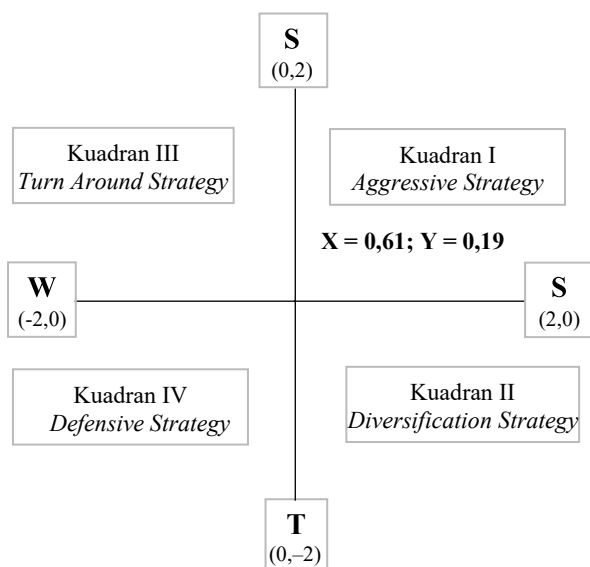 S
(0,2)
Kuadran III
Turn Around Strategy
Kuadran I
Aggressive Strategy
X = 0,61; Y = 0,19
W
(-2,0)
S
(2,0)
Kuadran IV
Defensive Strategy
Kuadran II
Diversification Strategy
T
(0,–2)